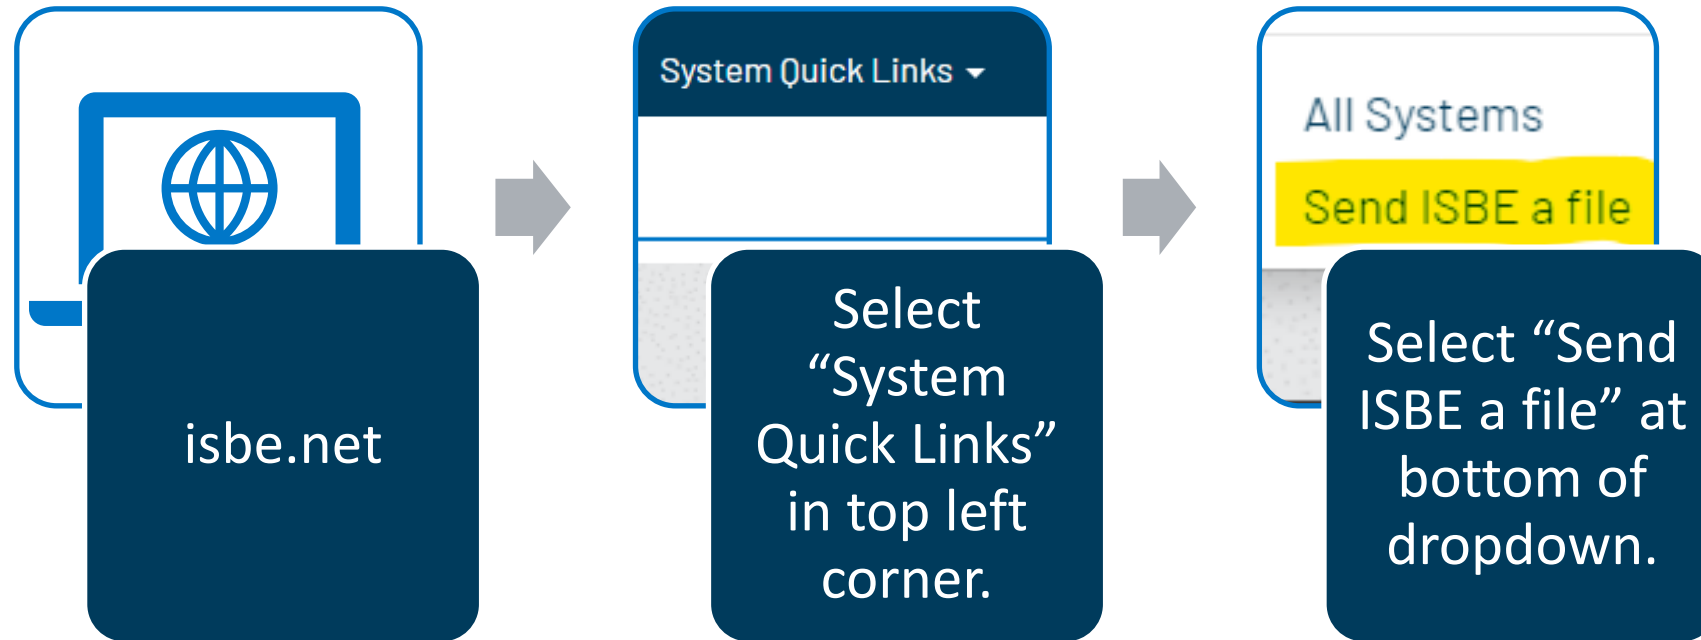 isbe.net
System Quick Links
Select
“System
Quick Links”
in top left
corner.
All Systems
Send ISBE a file
Select “Send
ISBE a file” at
bottom of
dropdown.